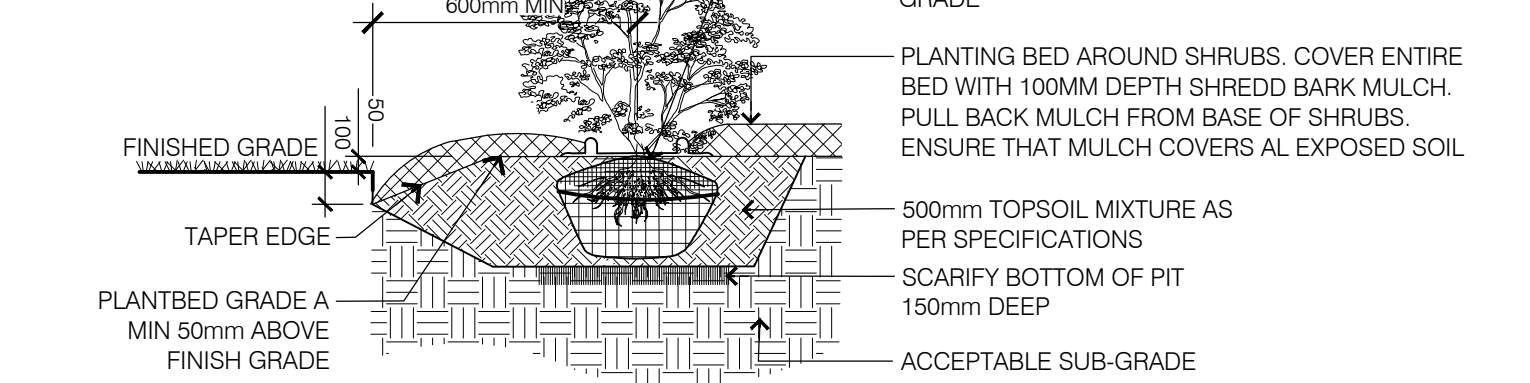 600mm MIN
GRADE
PLANTING BED AROUND SHRUBS. COVER ENTIRE
BED WITH 100MM DEPTH SHREDD BARK MULCH.
PULL BACK MULCH FROM BASE OF SHRUBS.
ENSURE THAT MULCH COVERS AL EXPOSED SOIL
50
100
FINISHED GRADE
TAPER EDGE
PLANTBED GRADE A
MIN 50mm ABOVE
FINISH GRADE
500mm TOPSOIL MIXTURE AS
PER SPECIFICATIONS
SCARIFY BOTTOM OF PIT
150mm DEEP
ACCEPTABLE SUB-GRADE